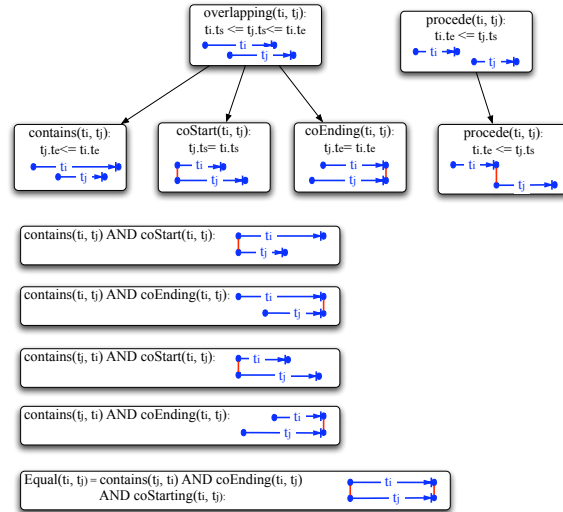 overlapping(ti, tj):
ti.ts <= tj.ts<= ti.te
ti
tj
procede(ti, tj):
ti.te <= tj.ts
ti
tj
contains(ti, tj):
tj.te<= ti.te
ti
tj
coStart(ti, tj):
tj.ts= ti.ts
ti
tj
coEnding(ti, tj):
tj.te= ti.te
ti
tj
procede(ti, tj):
ti.te <= tj.ts
ti
tj
contains(ti, tj) AND coStart(ti, tj):
ti
tj
contains(ti, tj) AND coEnding(ti, tj):
ti
tj
contains(tj, ti) AND coStart(ti, tj):
ti
tj
contains(tj, ti) AND coEnding(ti, tj):
ti
tj
Equal(ti, tj) = contains(tj, ti) AND coEnding(ti, tj)
AND coStarting(ti, tj):
ti
tj